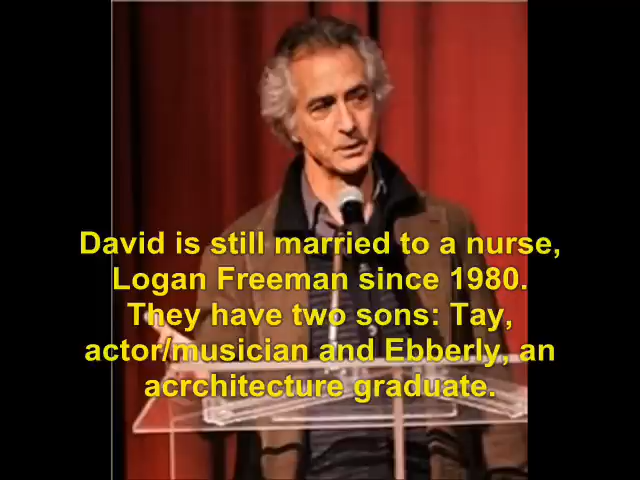 David is still married to a nurse,
Logan Freeman since 1980.
They have two sons: Tay,
actor/musician and Ebberly, an
acrchitecture graduate.